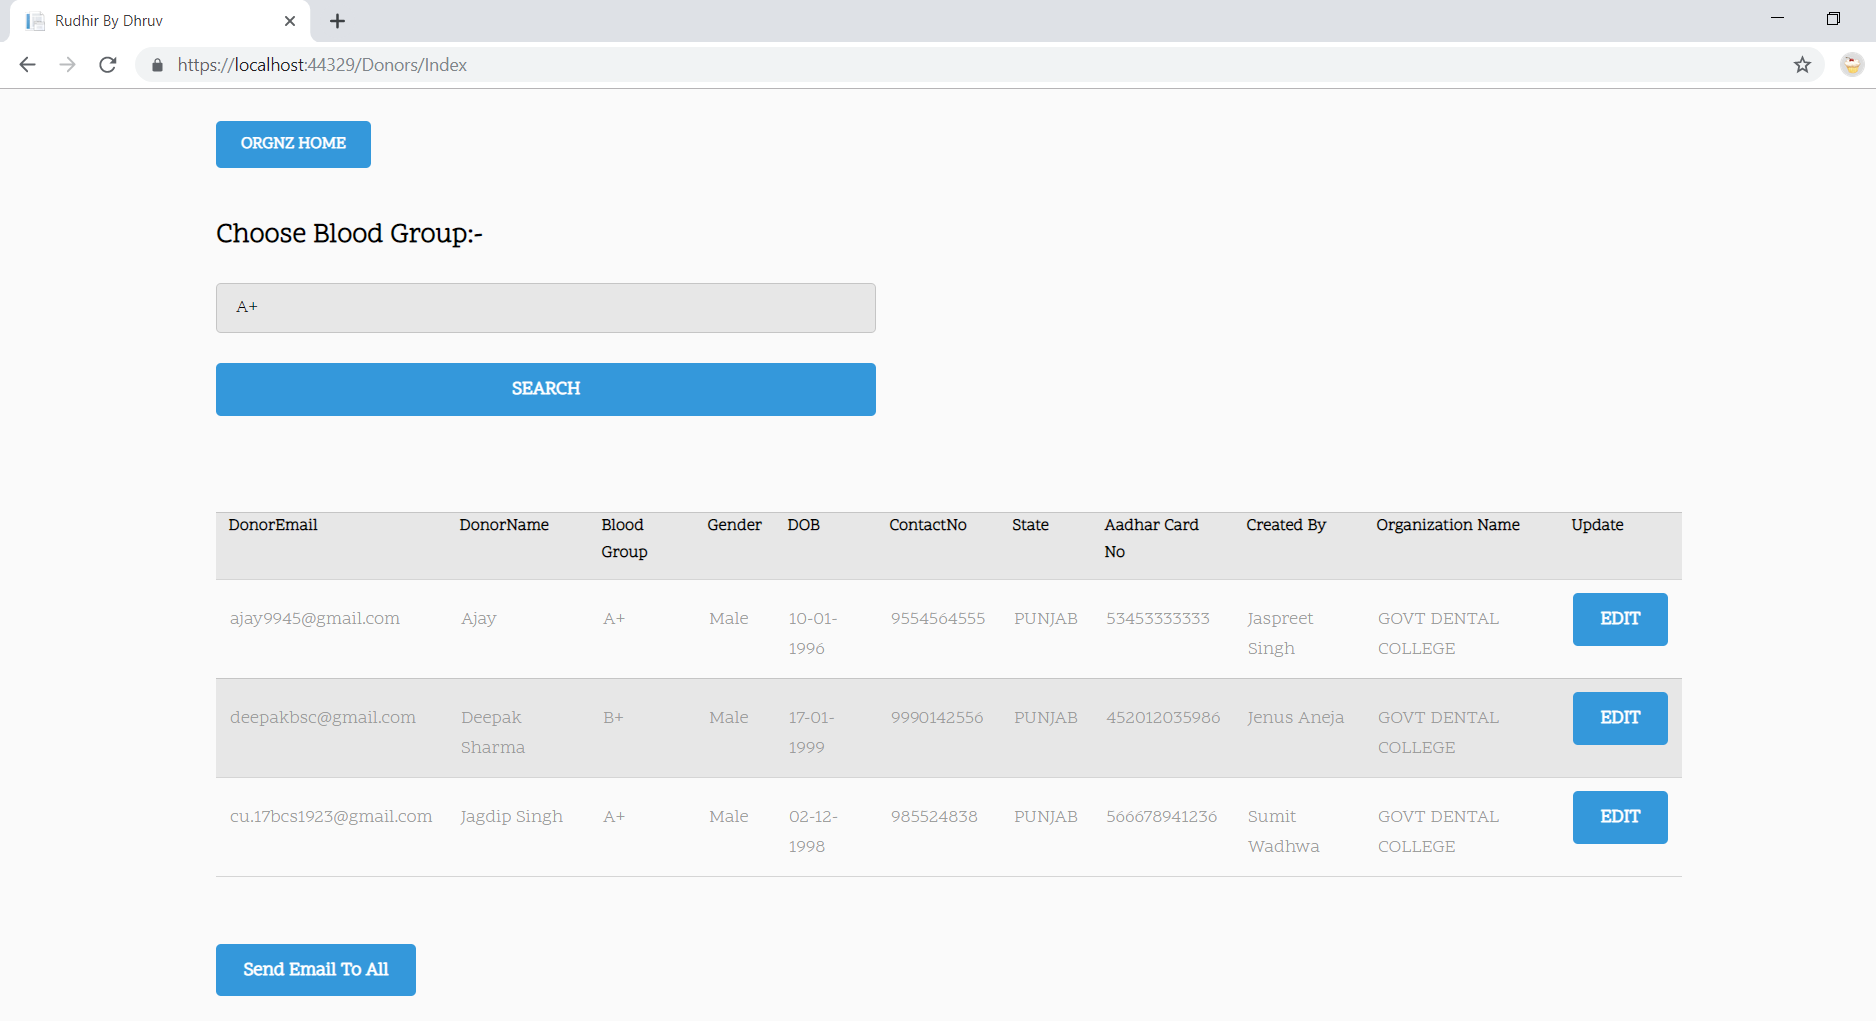 Rudhir By Dhruv
https://localhost:44329/Donors/Index
ORGNZ HOME
Choose Blood Group:-
A+
SEARCH
DonorEmail DonorName Blood Group Gender DOB ContactNo State Aadhar Card No Created By Organization Name Update
ajay9945@gmail.com Ajay A+ Male 10-01-1996 9554564555 PUNJAB 53453333333 Jaspreet Singh GOVT DENTAL COLLEGE EDIT
deepakbsc@gmail.com Deepak Sharma B+ Male 17-01-1999 9990142556 PUNJAB 452012035986 Jenus Aneja GOVT DENTAL COLLEGE EDIT
cu.17bcs1923@gmail.com Jagdip Singh A+ Male 02-12-1998 985524838 PUNJAB 566678941236 Sumit Wadhwa GOVT DENTAL COLLEGE EDIT
Send Email To All